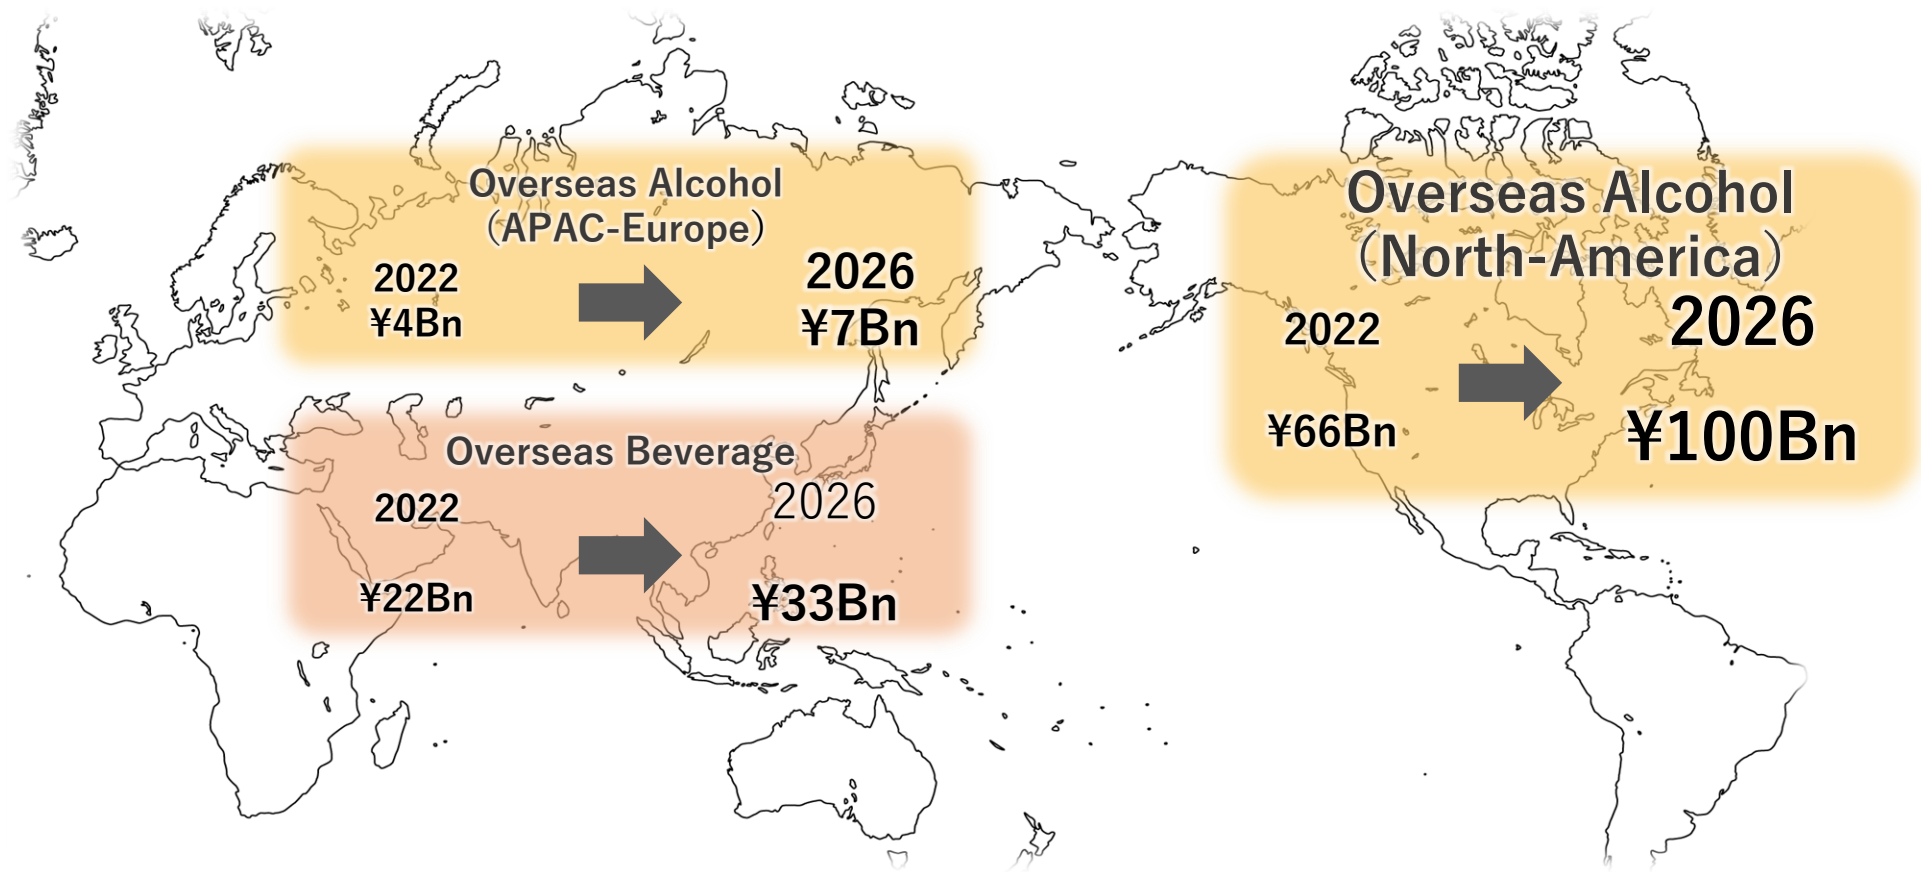 Overseas Alcohol
（APAC-Europe）
2022
¥4Bn
2026
¥7Bn
Overseas Beverage
2022
¥22Bn
2026
¥33Bn
Overseas Alcohol
（North-America）
2022
¥66Bn
2026
¥100Bn